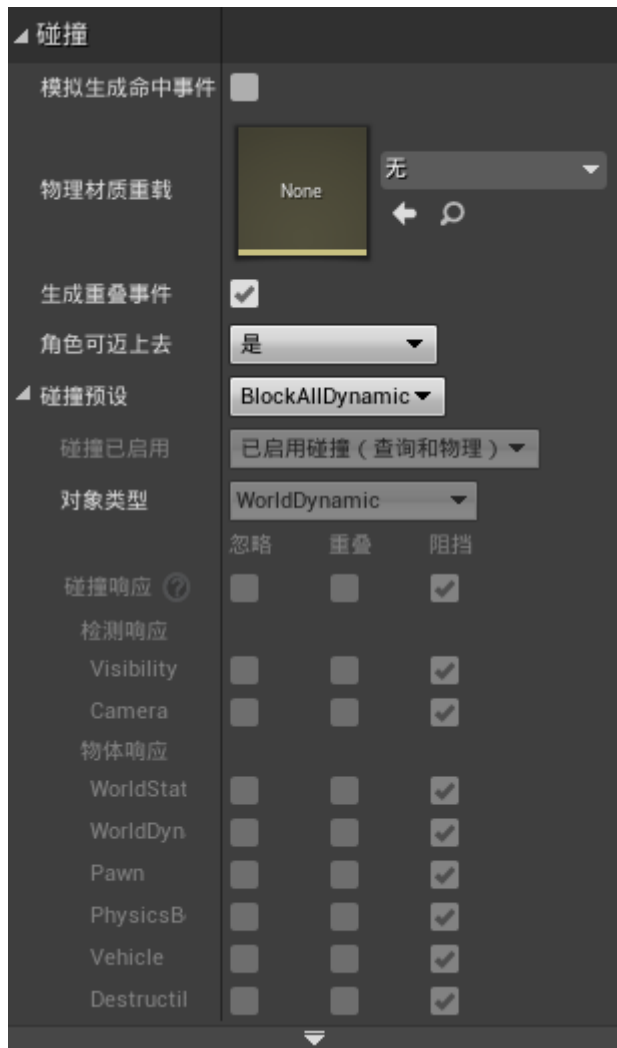 碰撞
模拟生成命中事件
物理材质重载
None
无
生成重叠事件
角色可迈上去
是
碰撞预设
BlockAllDynamic
碰撞已启用
已启用碰撞（查询和物理）
对象类型
WorldDynamic
忽略 重叠 阻挡
碰撞响应 ?
检测响应
Visibility
Camera
物体响应
WorldStat
WorldDyn
Pawn
PhysicsB
Vehicle
Destructil